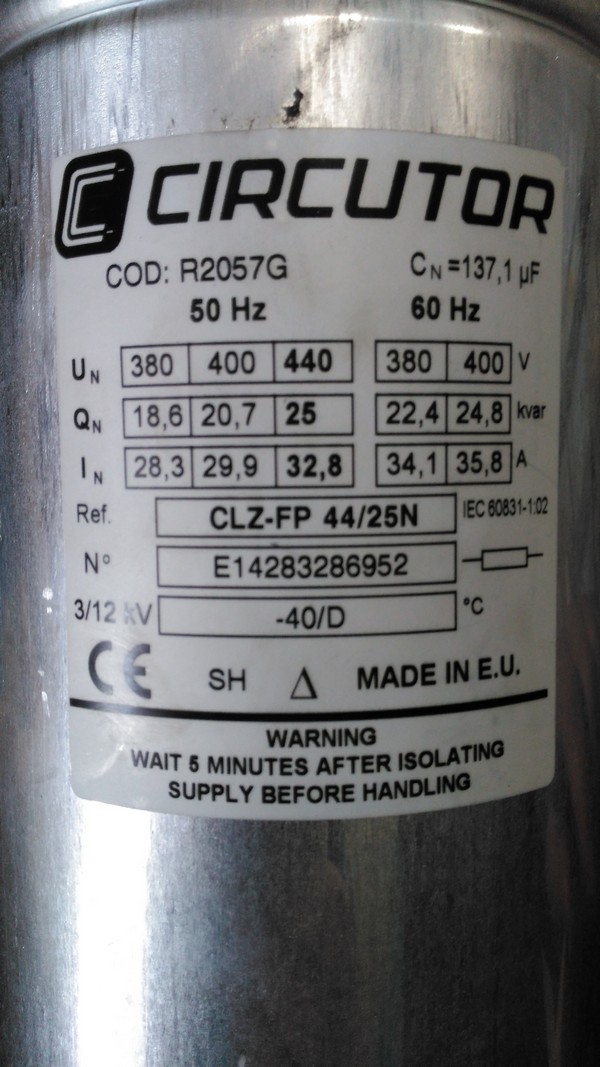 CIRCUTOR
COD: R2057G CN=137,1 µF
50 Hz 60 Hz
UN 380 400 440 380 400 V
QN 18,6 20,7 25 22,4 24,8 kvar
IN 28,3 29,9 32,8 34,1 35,8 A
Ref. CLZ-FP 44/25N IEC 60831-1:02
Nº E14283286952
3/12 kV -40/D °C
CE SH Δ MADE IN E.U.
WARNING
WAIT 5 MINUTES AFTER ISOLATING
SUPPLY BEFORE HANDLING